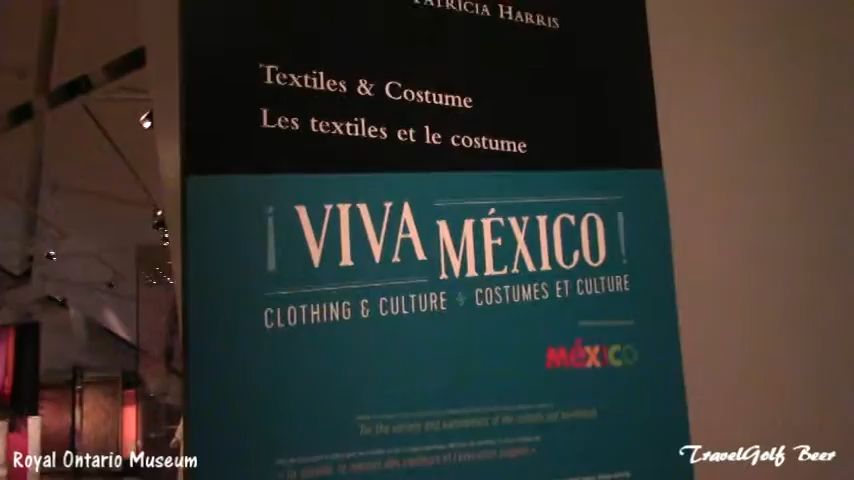 PATRICIA HARRIS
Textiles & Costume
Les textiles et le costume
¡VIVA MÉXICO!
CLOTHING & CULTURE + COSTUMES ET CULTURE
méxico
Royal Ontario Museum
TravelGolf Beer